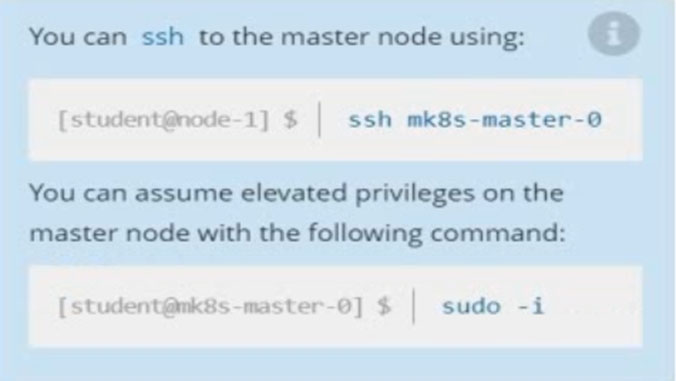 You can ssh to the master node using:
[student@node-1] $ | ssh mk8s-master-0
You can assume elevated privileges on the
master node with the following command:
[student@mk8s-master-0] $ | sudo -i